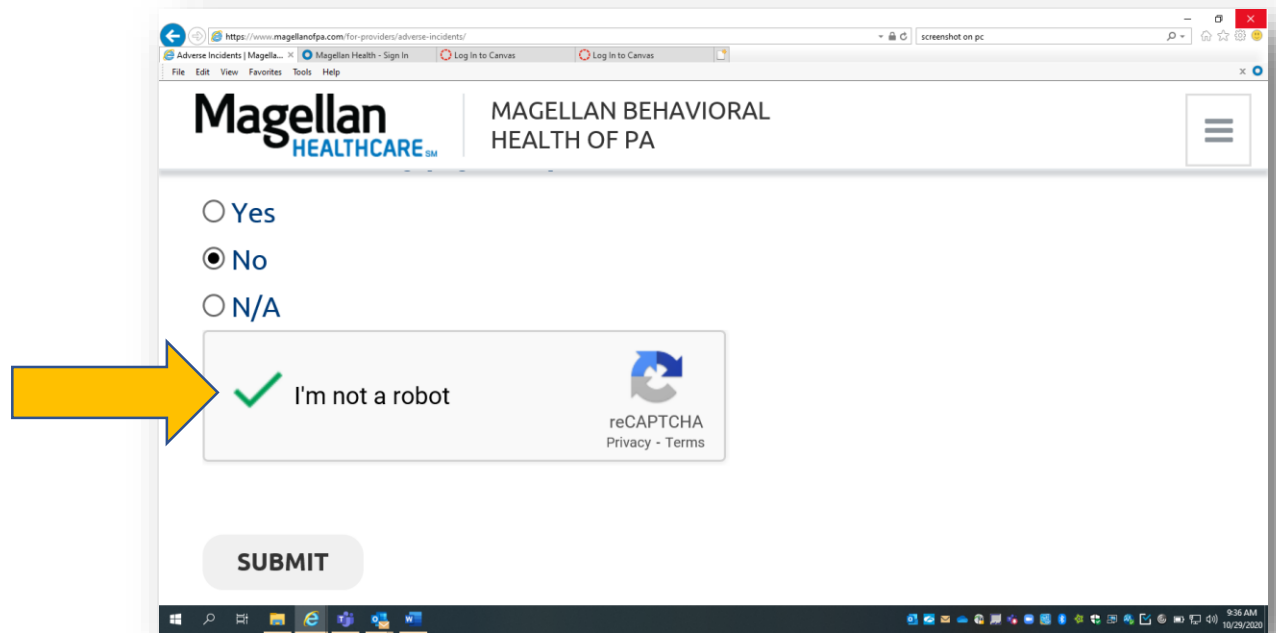 https://www.magellanofpa.com/for-providers/adverse-incidents/
screenshot on pc
Adverse Incidents | Magella...
Magellan Health - Sign In
Log In to Canvas
Log In to Canvas
File Edit View Favorites Tools Help
Magellan
HEALTHCARE SM
MAGELLAN BEHAVIORAL
HEALTH OF PA
Yes
No
N/A
I'm not a robot
reCAPTCHA
Privacy - Terms
SUBMIT
9:36 AM
10/29/2020